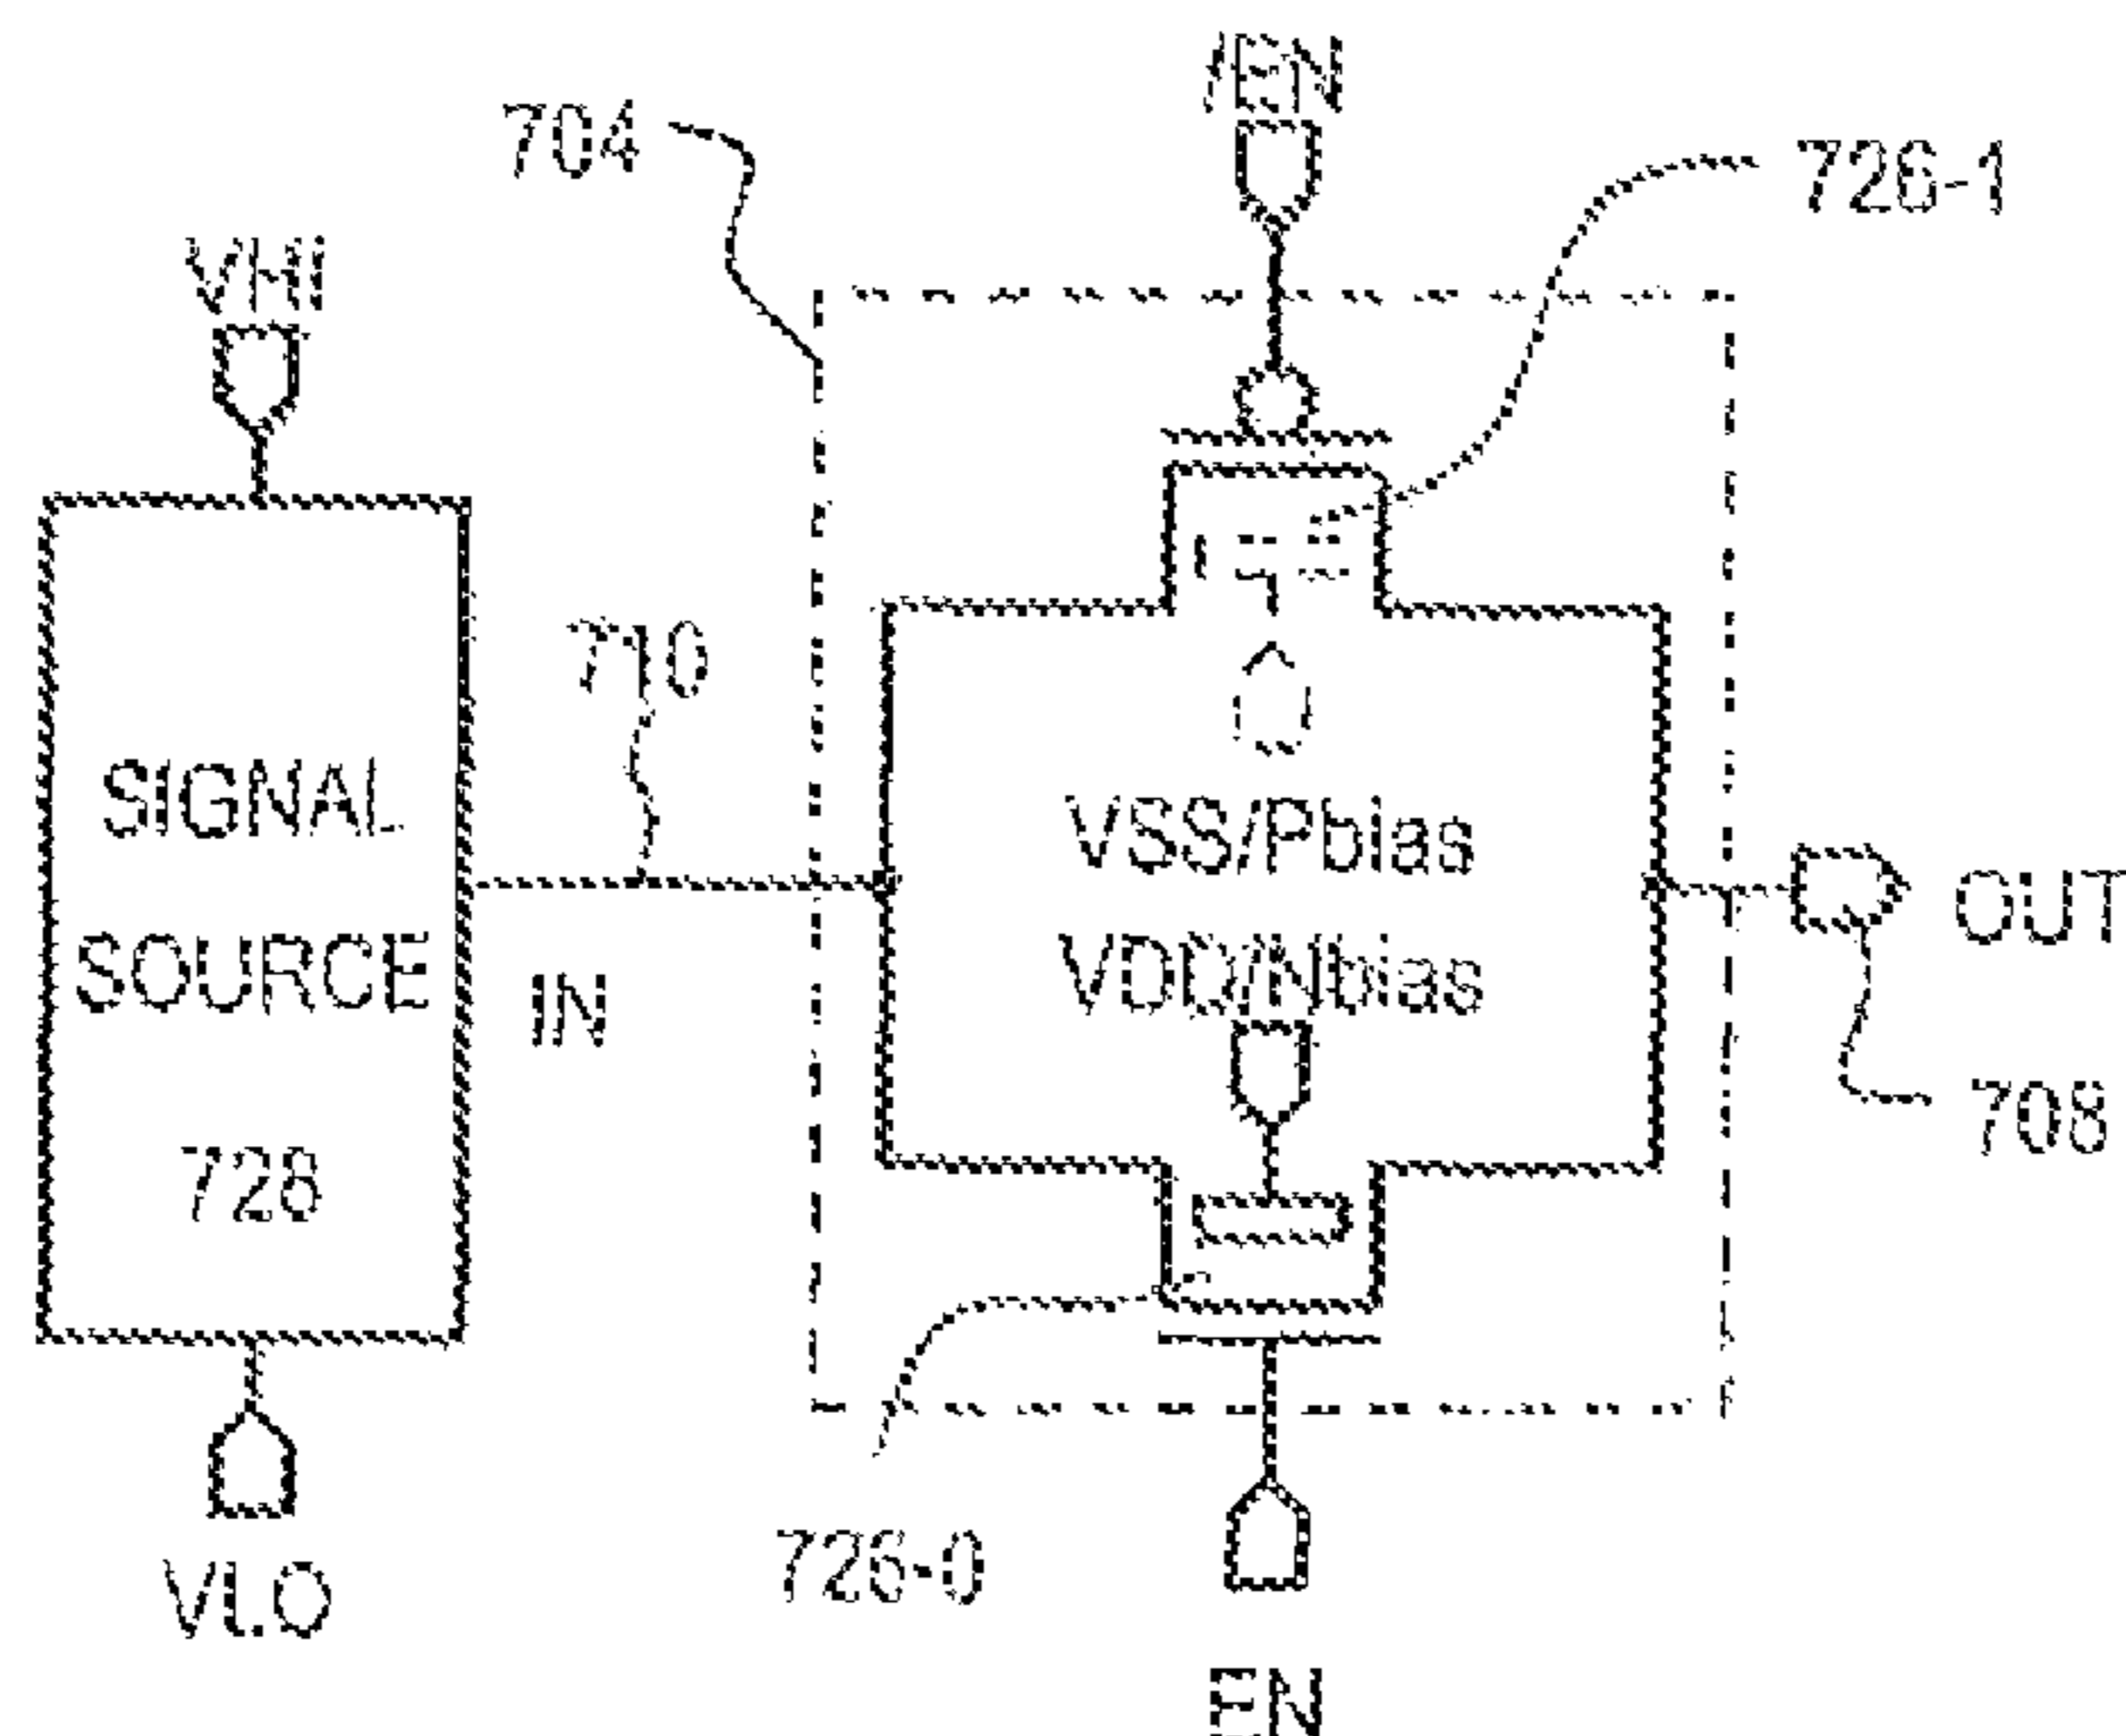 /EN
704
726-1
VHI
710
SIGNAL
SOURCE
728
IN
VSS/Pbias
VDD/Nbias
OUT
708
726-0
VLO
EN